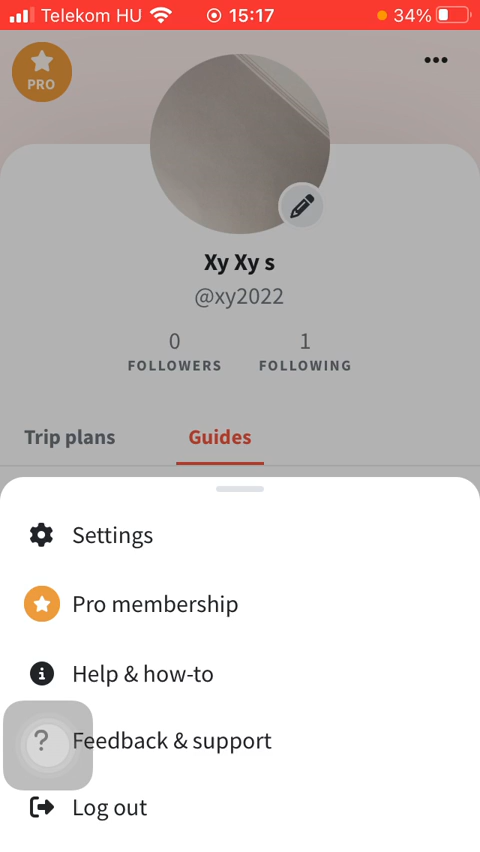 Telekom HU 15:17 34%
PRO
Xy Xy s
@xy2022
0 1
FOLLOWERS FOLLOWING
Trip plans Guides
Settings
Pro membership
Help & how-to
? Feedback & support
Log out